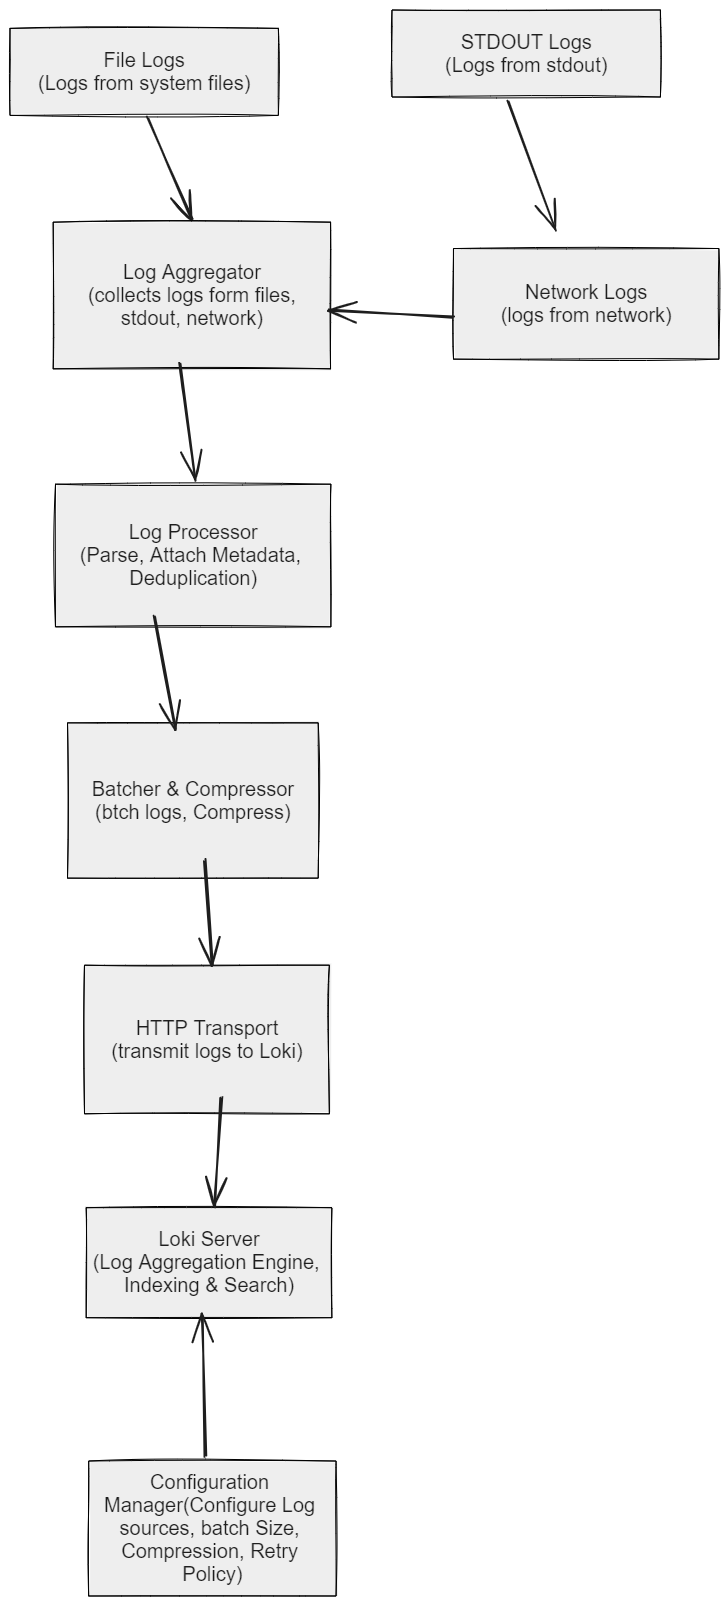 File Logs
(Logs from system files)
STDOUT Logs
(Logs from stdout)
Log Aggregator
(collects logs form files,
stdout, network)
Network Logs
(logs from network)
Log Processor
(Parse, Attach Metadata,
Deduplication)
Batcher & Compressor
(btch logs, Compress)
HTTP Transport
(transmit logs to Loki)
Loki Server
(Log Aggregation Engine,
Indexing & Search)
Configuration
Manager(Configure Log
sources, batch Size,
Compression, Retry
Policy)